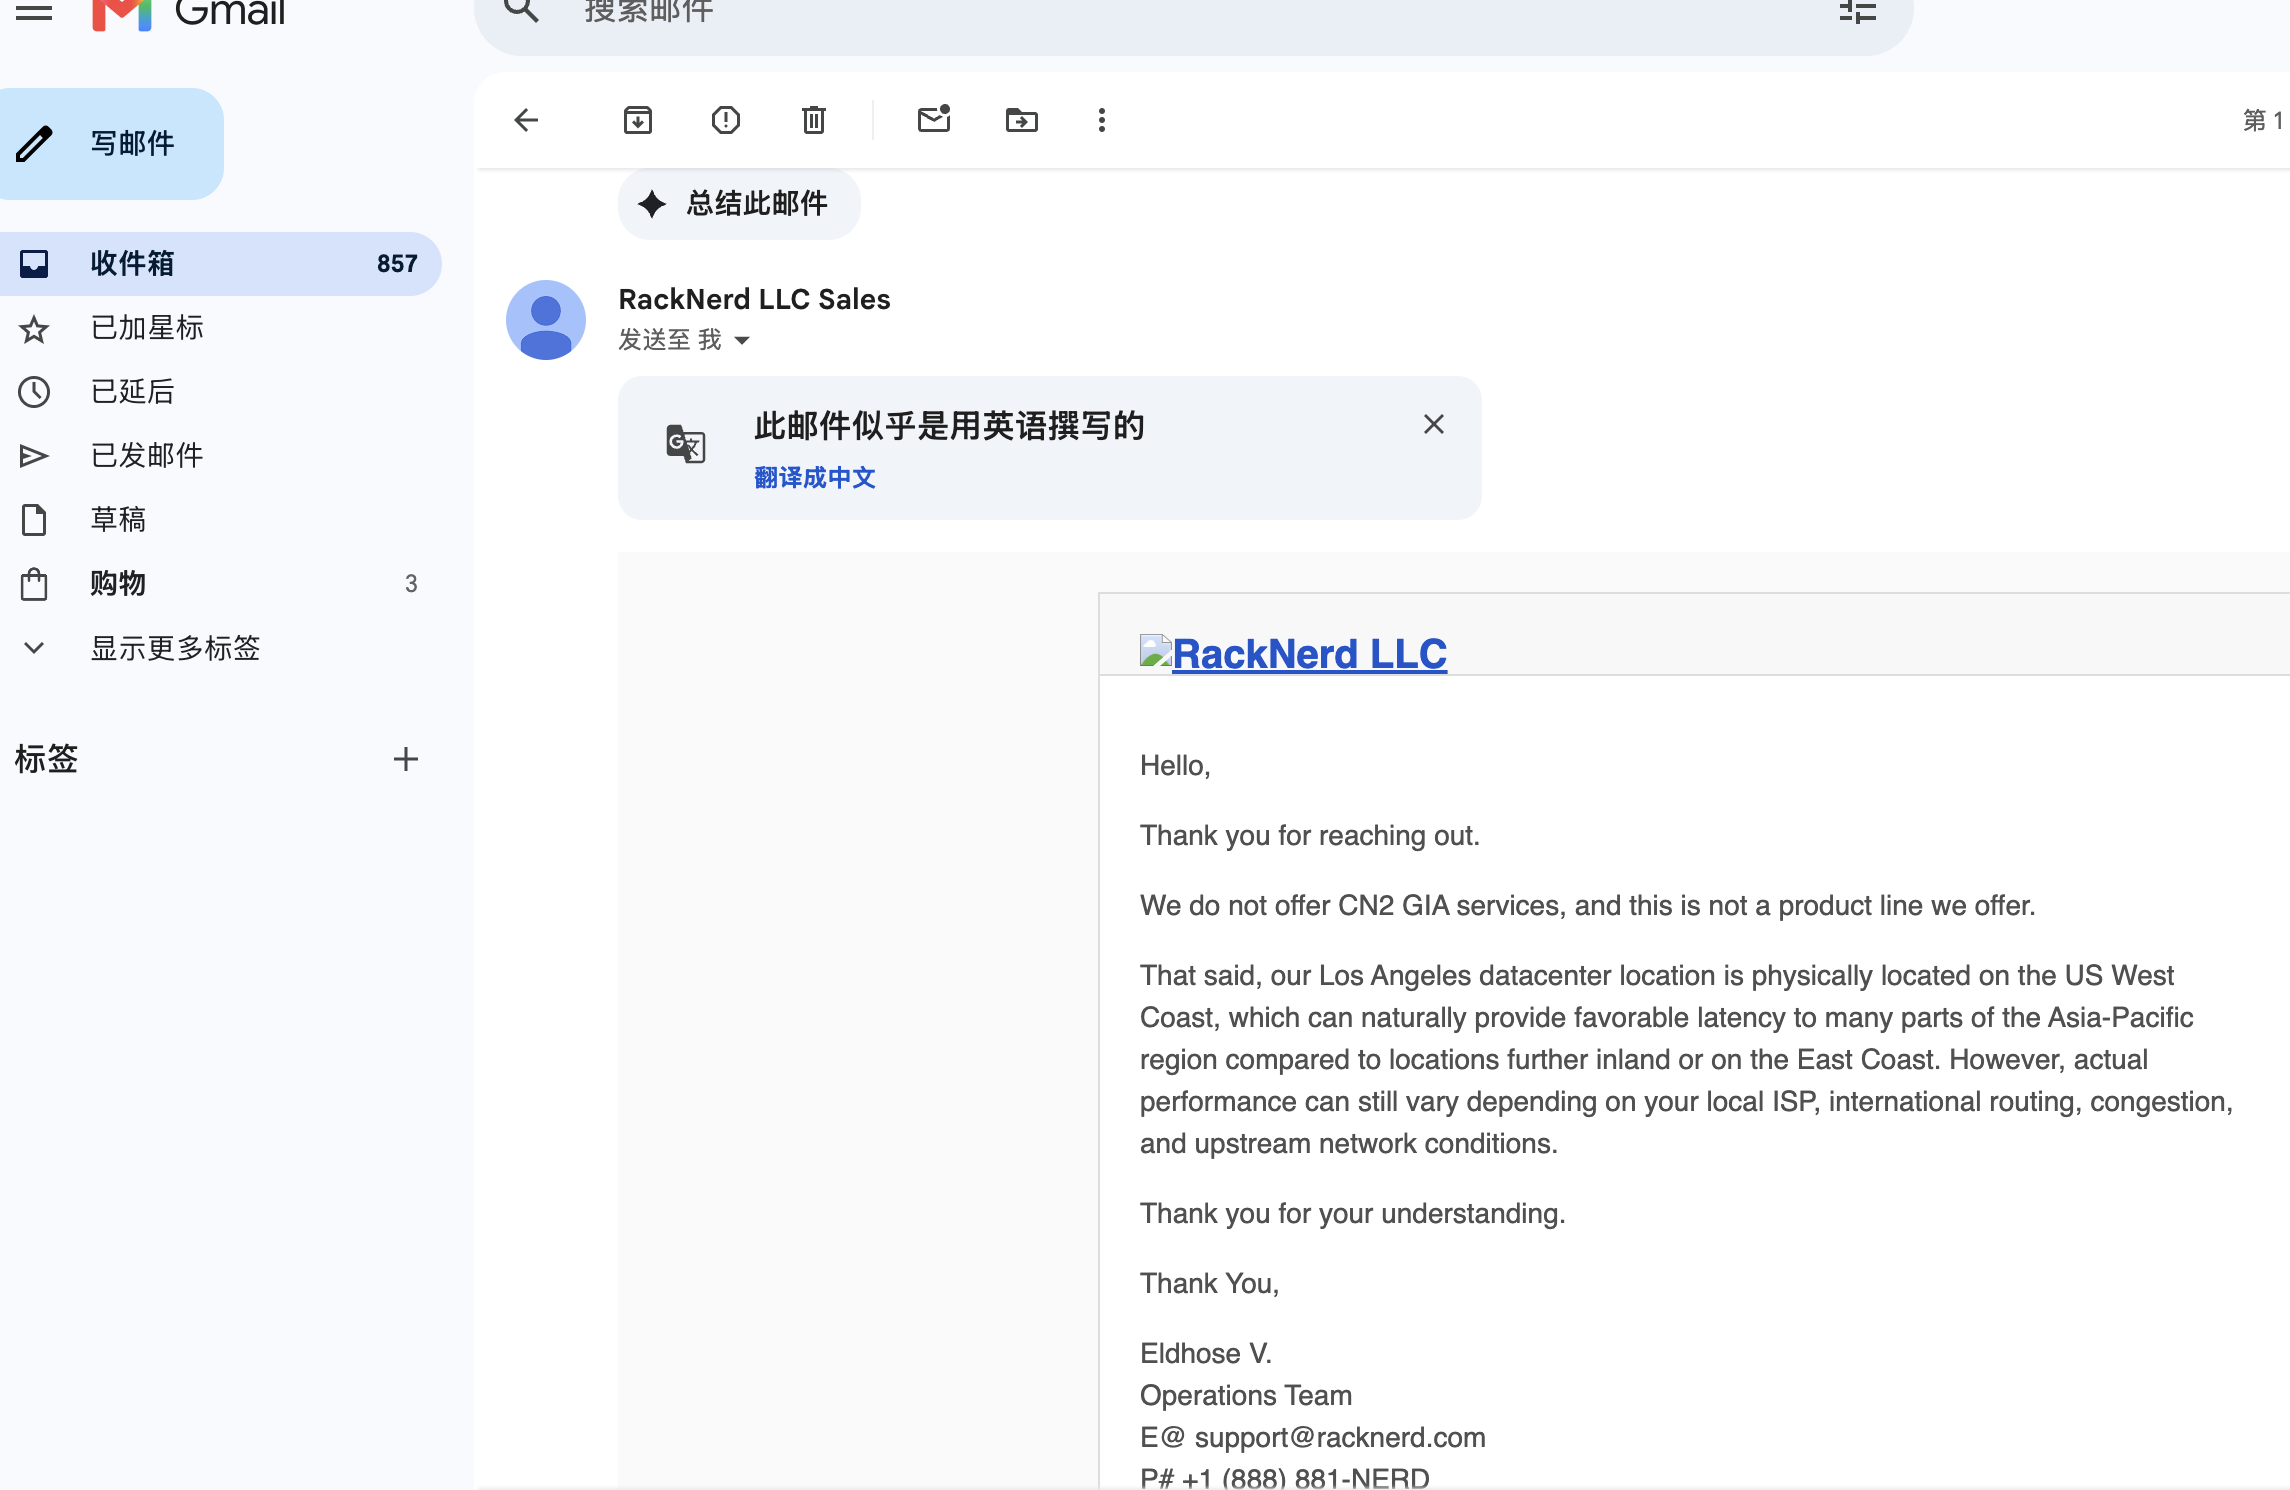 Gmail
搜索邮件
写邮件
收件箱 857
已加星标
已延后
已发邮件
草稿
购物 3
显示更多标签
标签
第 1
总结此邮件
RackNerd LLC Sales
发送至 我
此邮件似乎是用英语撰写的
翻译成中文
RackNerd LLC
Hello,
Thank you for reaching out.
We do not offer CN2 GIA services, and this is not a product line we offer.
That said, our Los Angeles datacenter location is physically located on the US West
Coast, which can naturally provide favorable latency to many parts of the Asia-Pacific
region compared to locations further inland or on the East Coast. However, actual
performance can still vary depending on your local ISP, international routing, congestion,
and upstream network conditions.
Thank you for your understanding.
Thank You,
Eldhose V.
Operations Team
E@ support@racknerd.com
P# +1 (888) 881-NERD